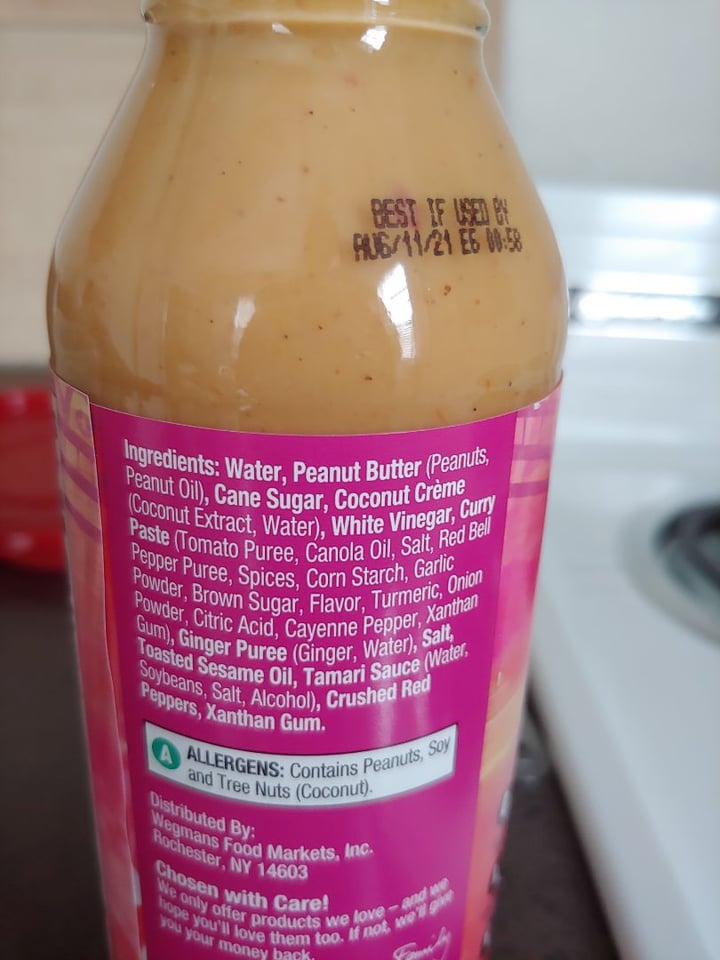 BEST IF USED BY
AUG/11/21 E6 00:58
Ingredients: Water, Peanut Butter (Peanuts,
Peanut Oil), Cane Sugar, Coconut Crème
(Coconut Extract, Water), White Vinegar, Curry
Paste (Tomato Puree, Canola Oil, Salt, Red Bell
Pepper Puree, Spices, Corn Starch, Garlic
Powder, Brown Sugar, Flavor, Turmeric, Onion
Powder, Citric Acid, Cayenne Pepper, Xanthan
Gum), Ginger Puree (Ginger, Water), Salt,
Toasted Sesame Oil, Tamari Sauce (Water,
Soybeans, Salt, Alcohol), Crushed Red
Peppers, Xanthan Gum.
A ALLERGENS: Contains Peanuts, Soy
and Tree Nuts (Coconut).
Distributed By:
Wegmans Food Markets, Inc.
Rochester, NY 14603
Chosen with Care!
We only offer products we love – and we
hope you'll love them too. If not, we'll give
you your money back.
Family